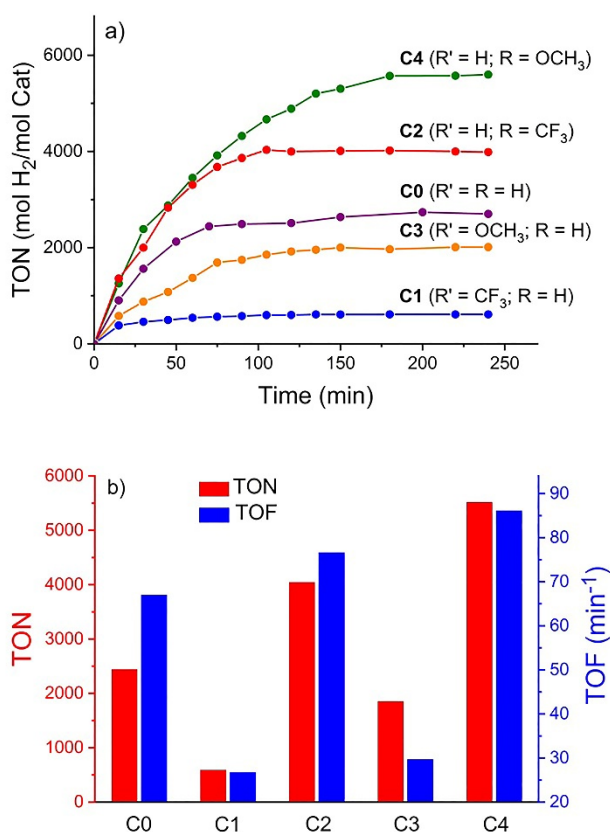 a)
6000
4000
2000
0
TON (mol H₂/mol Cat)
C4 (R' = H; R = OCH₃)
C2 (R' = H; R = CF₃)
C0 (R' = R = H)
C3 (R' = OCH₃; R = H)
C1 (R' = CF₃; R = H)
0 50 100 150 200 250
Time (min)
b)
TON
TOF
6000
5000
4000
3000
2000
1000
0
TON
90
80
70
60
50
40
30
20
TOF (min⁻¹)
C0 C1 C2 C3 C4